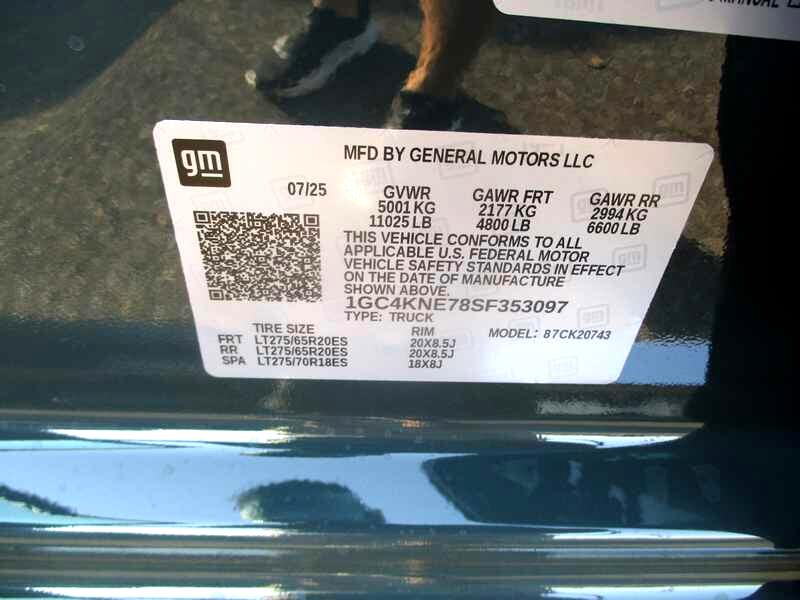 MANUAL
gm
MFD BY GENERAL MOTORS LLC
07/25
GVWR GAWR FRT GAWR RR
5001 KG 2177 KG 2994 KG
11025 LB 4800 LB 6600 LB
THIS VEHICLE CONFORMS TO ALL
APPLICABLE U.S. FEDERAL MOTOR
VEHICLE SAFETY STANDARDS IN EFFECT
ON THE DATE OF MANUFACTURE
SHOWN ABOVE.
1GC4KNE78SF353097
TYPE: TRUCK
TIRE SIZE RIM MODEL: 87CK20743
FRT LT275/65R20ES 20X8.5J
RR LT275/65R20ES 20X8.5J
SPA LT275/70R18ES 18X8J